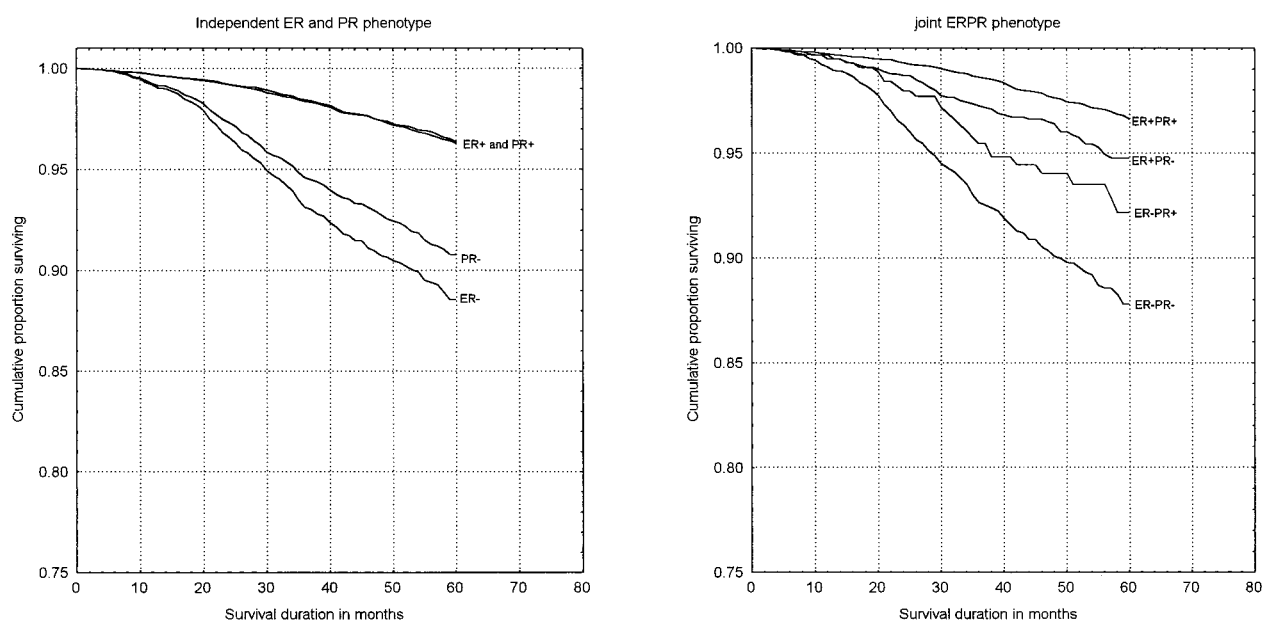 Independent ER and PR phenotype
Cumulative proportion surviving
1.00
0.95
0.90
0.85
0.80
0.75
ER+ and PR+
PR-
ER-
0 10 20 30 40 50 60 70 80
Survival duration in months
joint ERPR phenotype
Cumulative proportion surviving
1.00
0.95
0.90
0.85
0.80
0.75
ER+PR+
ER+PR-
ER-PR+
ER-PR-
0 10 20 30 40 50 60 70 80
Survival duration in months